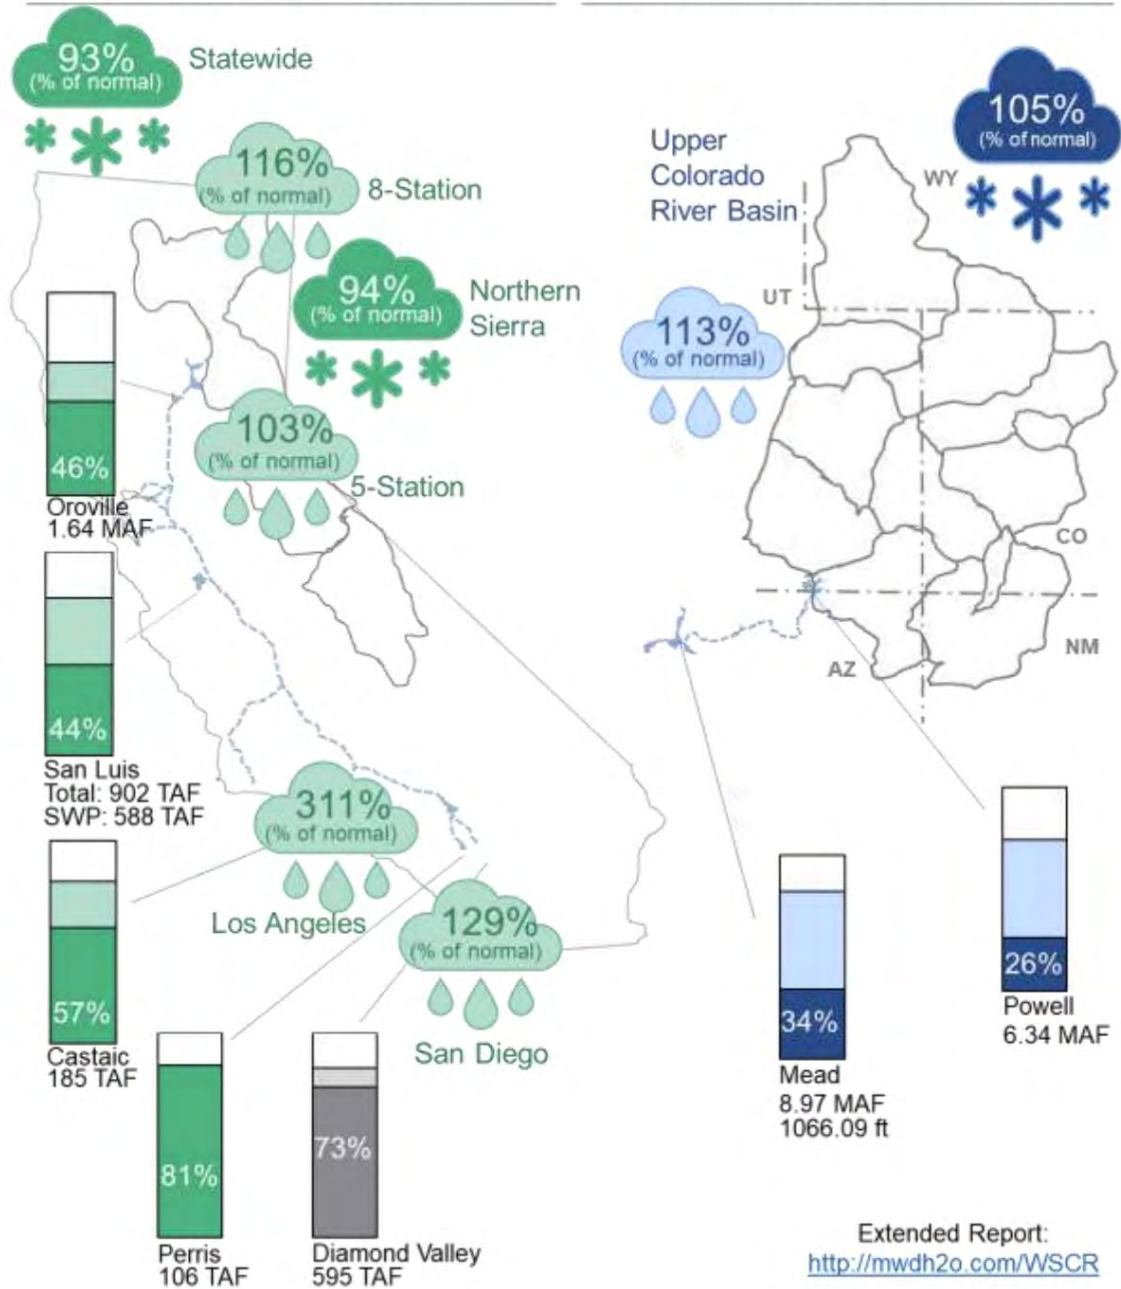 93%
(% of normal)
Statewide
116%
(% of normal)
8-Station
94%
(% of normal)
Northern
Sierra
46%
Oroville
1.64 MAF
103%
(% of normal)
5-Station
44%
San Luis
Total: 902 TAF
SWP: 588 TAF
311%
(% of normal)
Los Angeles
57%
Castaic
185 TAF
129%
(% of normal)
San Diego
81%
Perris
106 TAF
73%
Diamond Valley
595 TAF
105%
(% of normal)
Upper
Colorado
River Basin
WY
UT
113%
(% of normal)
CO
NM
AZ
34%
Mead
8.97 MAF
1066.09 ft
26%
Powell
6.34 MAF
Extended Report:
http://mwdh2o.com/WSCR